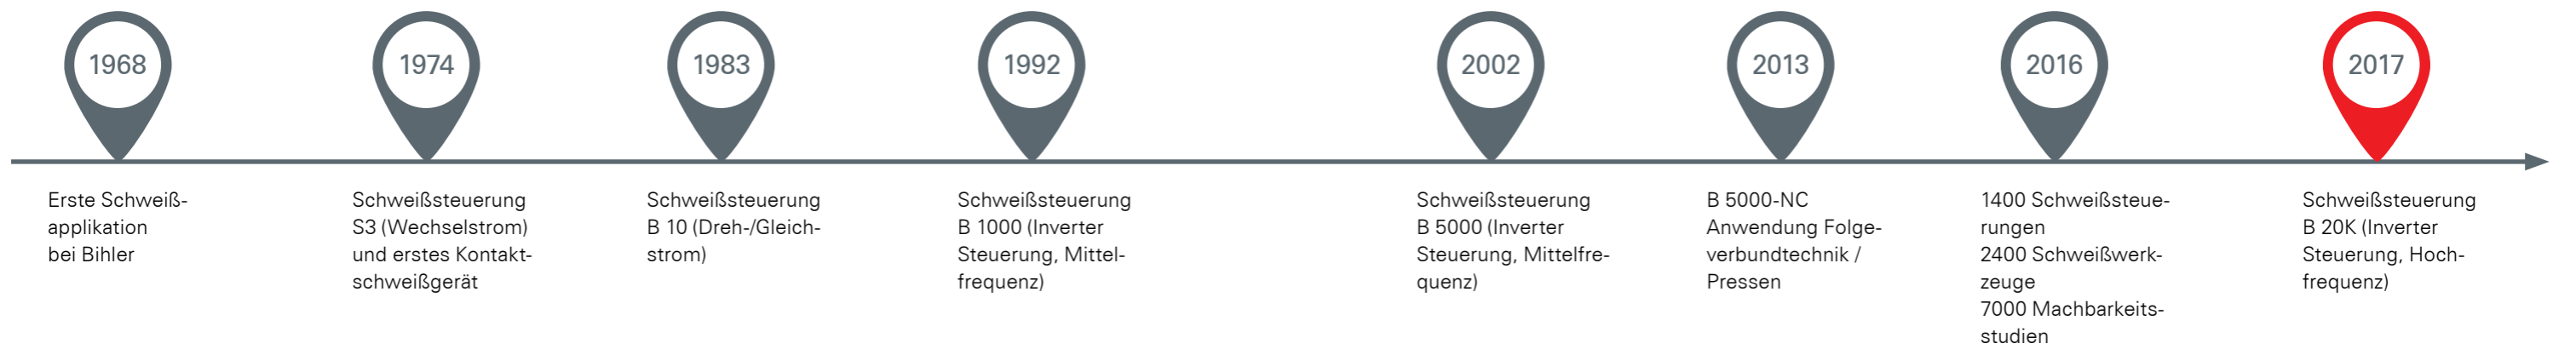 1968
Erste Schweiß-
applikation
bei Bihler
1974
Schweißsteuerung
S3 (Wechselstrom)
und erstes Kontakt-
schweißgerät
1983
Schweißsteuerung
B 10 (Dreh-/Gleich-
strom)
1992
Schweißsteuerung
B 1000 (Inverter
Steuerung, Mittel-
frequenz)
2002
Schweißsteuerung
B 5000 (Inverter
Steuerung, Mittelfre-
quenz)
2013
B 5000-NC
Anwendung Folge-
verbundtechnik /
Pressen
2016
1400 Schweißsteue-
rungen
2400 Schweißwerk-
zeuge
7000 Machbarkeits-
studien
2017
Schweißsteuerung
B 20K (Inverter
Steuerung, Hoch-
frequenz)